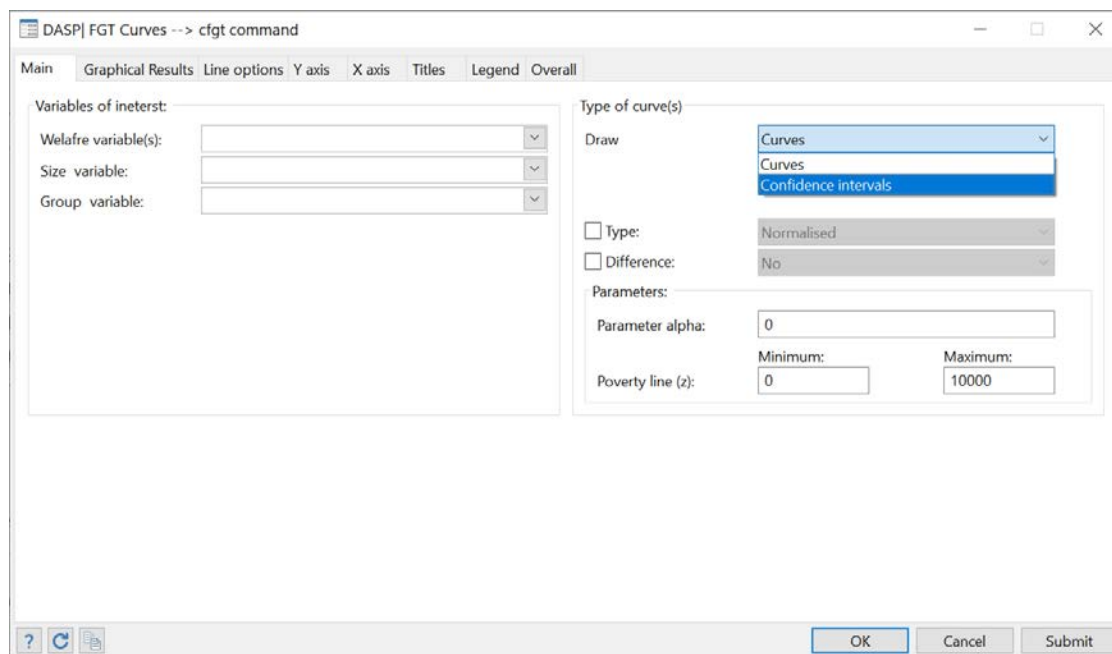 DASP| FGT Curves --> cfgt command
Main Graphical Results Line options Y axis X axis Titles Legend Overall
Variables of ineterst:
Welafre variable(s):
Size variable:
Group variable:
Type of curve(s)
Draw Curves
Curves
Confidence intervals
Type: Normalised
Difference: No
Parameters:
Parameter alpha: 0
Minimum: Maximum:
Poverty line (z): 0 10000
? OK Cancel Submit